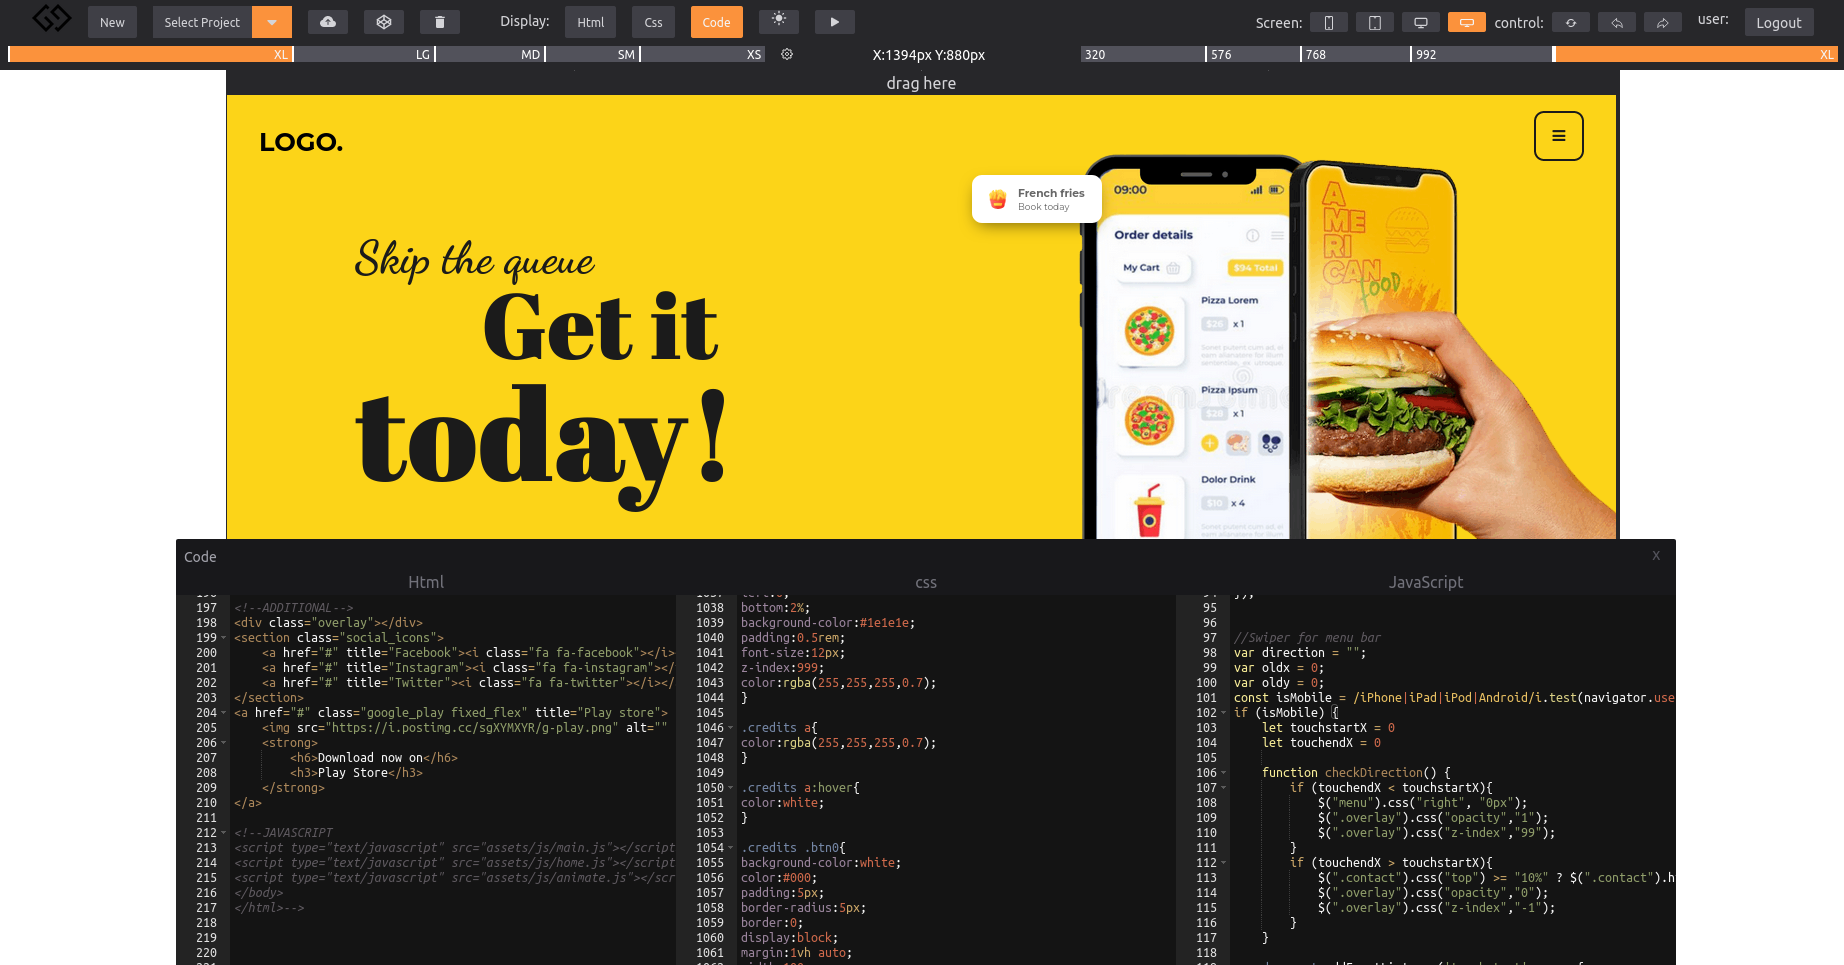 New Select Project Display: Html Css Code Screen: control: user: Logout
XL LG MD SM XS X:1394px Y:880px 320 576 768 992 XL
drag here
LOGO.
French fries
Book today
09:00
Order details
My Cart $94 Total
Pizza Lorem
$26 x 1
Pizza Ipsum
$28 x 1
Dolor Drink
$10 x 4
A
ME
RI
CAN
FOOD
Skip the queue
Get it
today!
Code X
Html
197 <!--ADDITIONAL-->
198 <div class="overlay"></div>
199 <section class="social_icons">
200 <a href="#" title="Facebook"><i class="fa fa-facebook"></i>
201 <a href="#" title="Instagram"><i class="fa fa-instagram"></
202 <a href="#" title="Twitter"><i class="fa fa-twitter"></i></
203 </section>
204 <a href="#" class="google_play fixed_flex" title="Play store">
205 <img src="https://i.postimg.cc/sgXYMXYR/g-play.png" alt=""
206 <strong>
207 <h6>Download now on</h6>
208 <h3>Play Store</h3>
209 </strong>
210 </a>
211
212 <!--JAVASCRIPT
213 <script type="text/javascript" src="assets/js/main.js"></script
214 <script type="text/javascript" src="assets/js/home.js"></script
215 <script type="text/javascript" src="assets/js/animate.js"></scr
216 </body>
217 </html>-->
218
219
220
css
1038 bottom:2%;
1039 background-color:#1e1e1e;
1040 padding:0.5rem;
1041 font-size:12px;
1042 z-index:999;
1043 color:rgba(255,255,255,0.7);
1044 }
1045
1046 .credits a{
1047 color:rgba(255,255,255,0.7);
1048 }
1049
1050 .credits a:hover{
1051 color:white;
1052 }
1053
1054 .credits .btn0{
1055 background-color:white;
1056 color:#000;
1057 padding:5px;
1058 border-radius:5px;
1059 border:0;
1060 display:block;
1061 margin:1vh auto;
JavaScript
95
96
97 //Swiper for menu bar
98 var direction = "";
99 var oldx = 0;
100 var oldy = 0;
101 const isMobile = /iPhone|iPad|iPod|Android/i.test(navigator.use
102 if (isMobile) {
103 let touchstartX = 0
104 let touchendX = 0
105
106 function checkDirection() {
107 if (touchendX < touchstartX){
108 $("menu").css("right", "0px");
109 $(".overlay").css("opacity","1");
110 $(".overlay").css("z-index","99");
111 }
112 if (touchendX > touchstartX){
113 $(".contact").css("top") >= "10%" ? $(".contact").h
114 $(".overlay").css("opacity","0");
115 $(".overlay").css("z-index","-1");
116 }
117 }
118